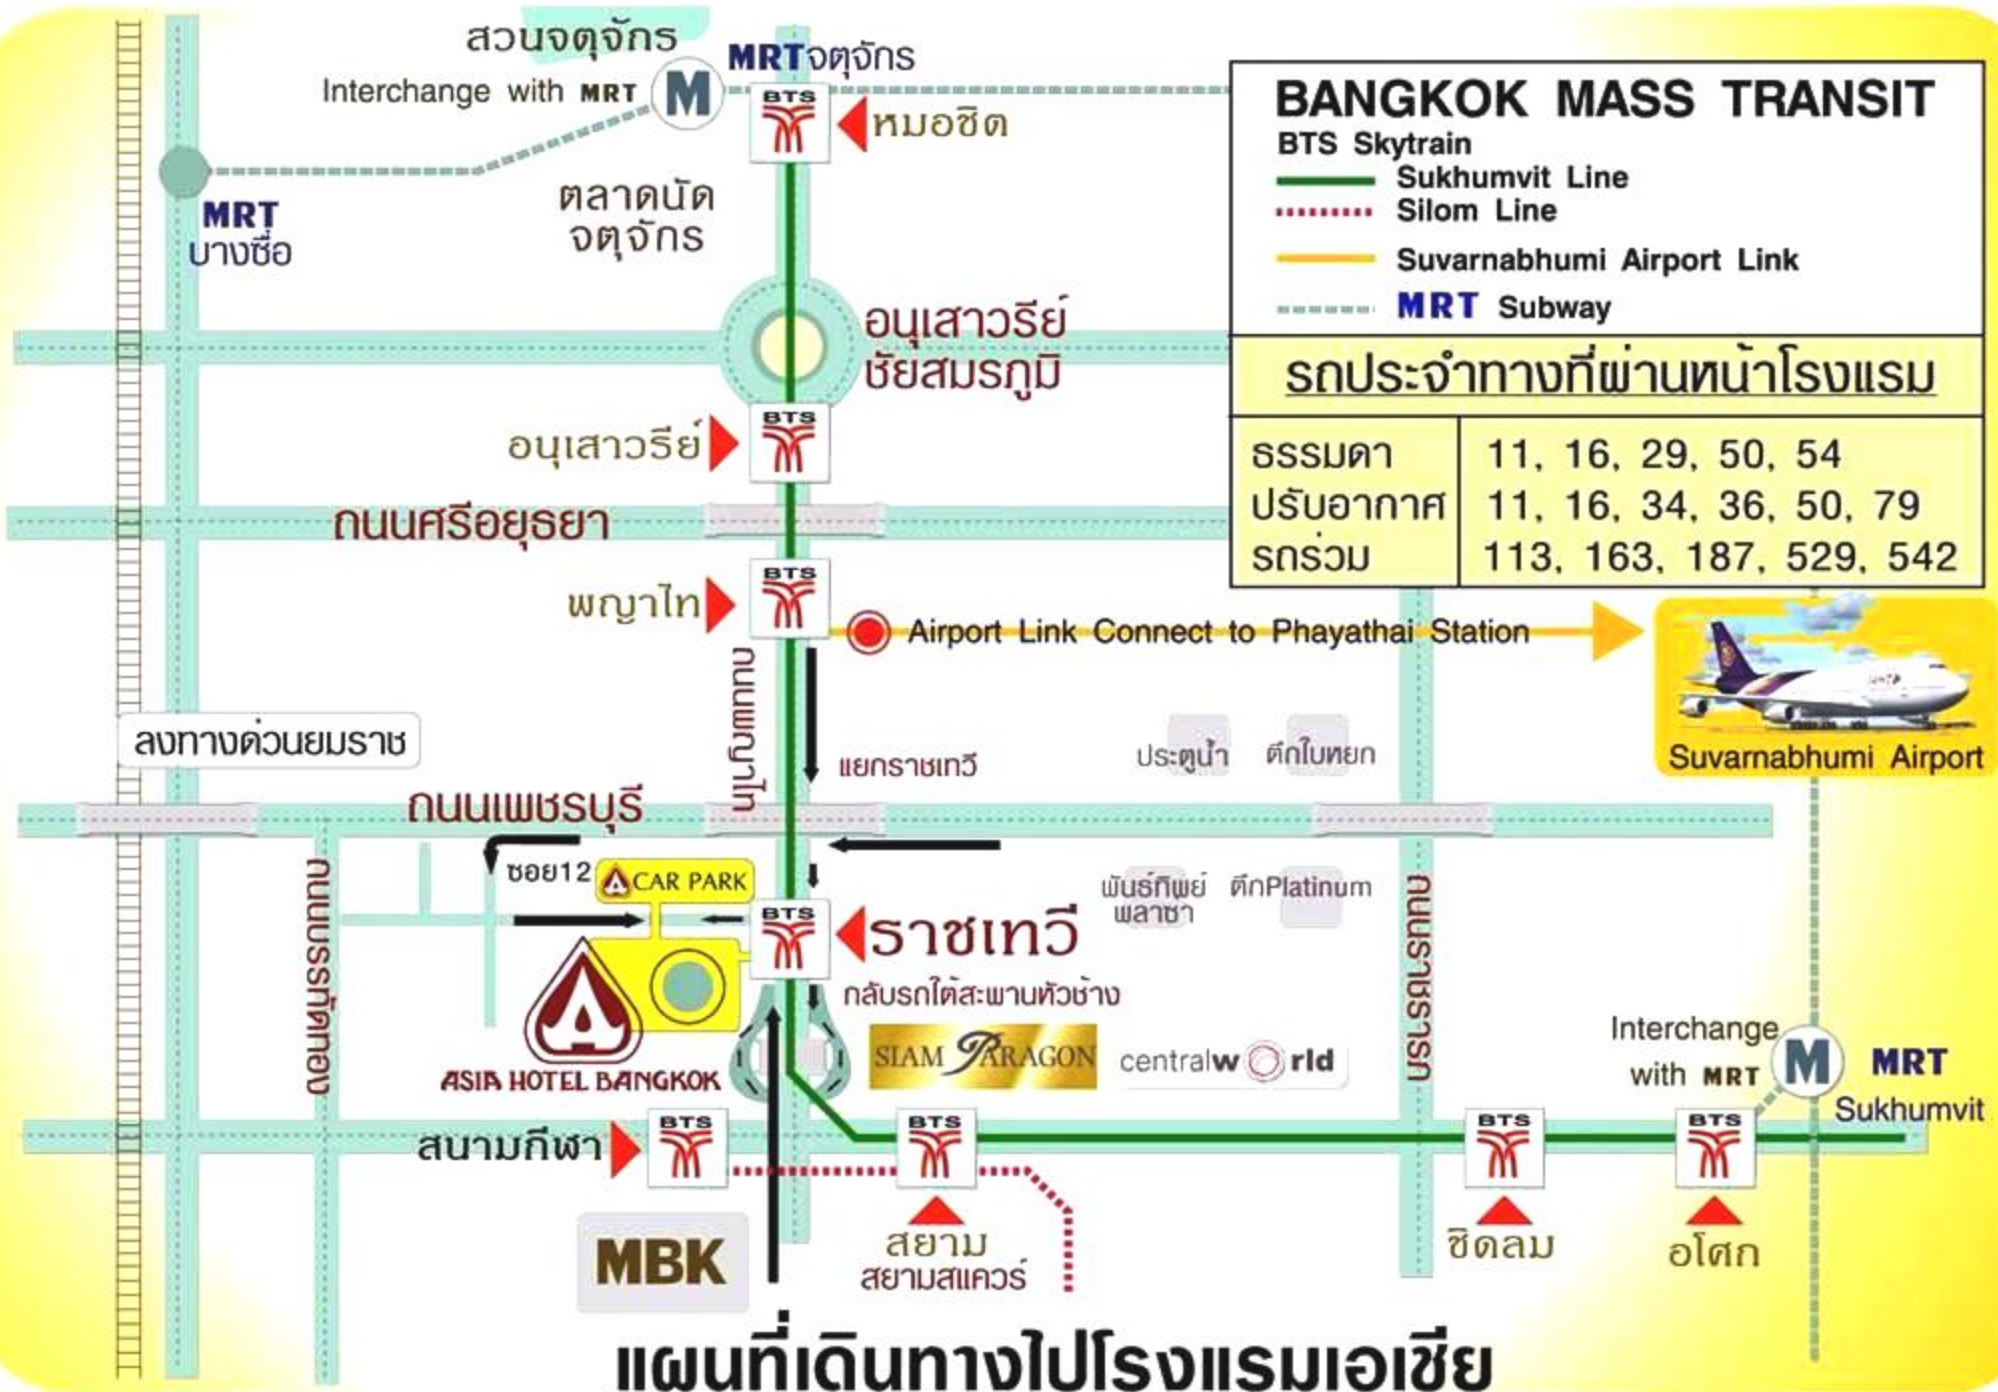 สวนจตุจักร
Interchange with MRT
M
MRTจตุจักร
BTS
หมอชิต
MRT
บางซื่อ
ตลาดนัด
จตุจักร
BANGKOK MASS TRANSIT
BTS Skytrain
Sukhumvit Line
Silom Line
Suvarnabhumi Airport Link
MRT Subway
รถประจำทางที่ผ่านหน้าโรงแรม
ธรรมดา 11, 16, 29, 50, 54
ปรับอากาศ 11, 16, 34, 36, 50, 79
รถร่วม 113, 163, 187, 529, 542
อนุเสาวรีย์
ชัยสมรภูมิ
อนุเสาวรีย์
BTS
ถนนศรีอยุธยา
พญาไท
BTS
Airport Link Connect to Phayathai Station
Suvarnabhumi Airport
ถนนพญาไท
ลงทางด่วนยมราช
แยกราชเทวี
ประตูน้ำ
ตึกใบหยก
ถนนเพชรบุรี
ซอย12
CAR PARK
พันธ์ทิพย์
พลาซา
ตึกPlatinum
ถนนบรรทัดทอง
BTS
ราชเทวี
กลับรถใต้สะพานหัวช้าง
ถนนราชปรารภ
ASIA HOTEL BANGKOK
SIAM PARAGON
centralworld
Interchange
with MRT
M
MRT
Sukhumvit
สนามกีฬา
BTS
BTS
BTS
BTS
MBK
สยาม
สยามสแควร์
ชิดลม
อโศก
แผนที่เดินทางไปโรงแรมเอเชีย